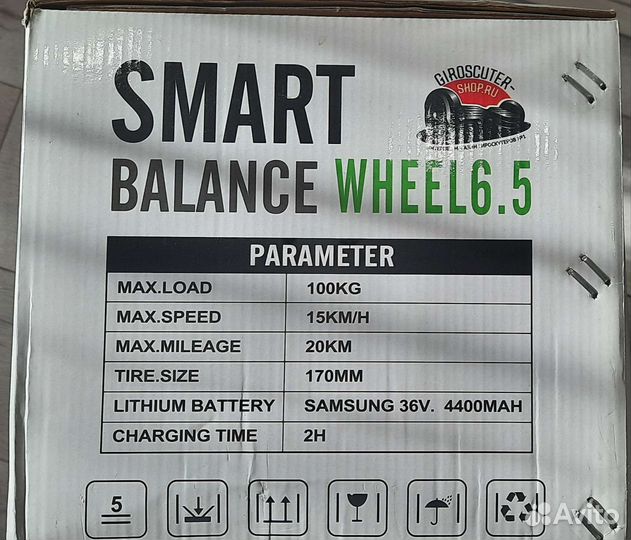 SMART
GIROSCUTER-
SHOP.RU
BALANCE WHEEL6.5
PARAMETER
MAX.LOAD 100KG
MAX.SPEED 15KM/H
MAX.MILEAGE 20KM
TIRE.SIZE 170MM
LITHIUM BATTERY SAMSUNG 36V. 4400MAH
CHARGING TIME 2H
5
Avito